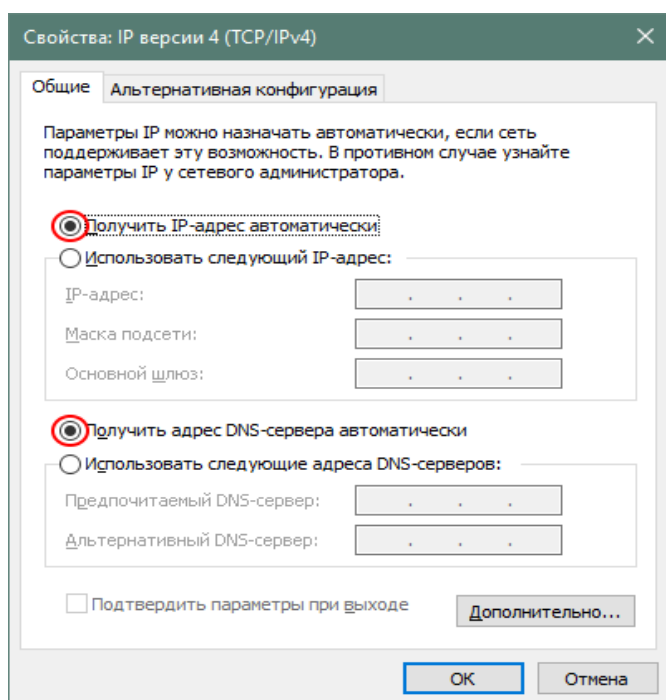 Свойства: IP версии 4 (TCP/IPv4)
Общие
Альтернативная конфигурация
Параметры IP можно назначать автоматически, если сеть
поддерживает эту возможность. В противном случае узнайте
параметры IP у сетевого администратора.
Получить IP-адрес автоматически
Использовать следующий IP-адрес:
IP-адрес:
Маска подсети:
Основной шлюз:
Получить адрес DNS-сервера автоматически
Использовать следующие адреса DNS-серверов:
Предпочитаемый DNS-сервер:
Альтернативный DNS-сервер:
Подтвердить параметры при выходе
Дополнительно...
ОК
Отмена